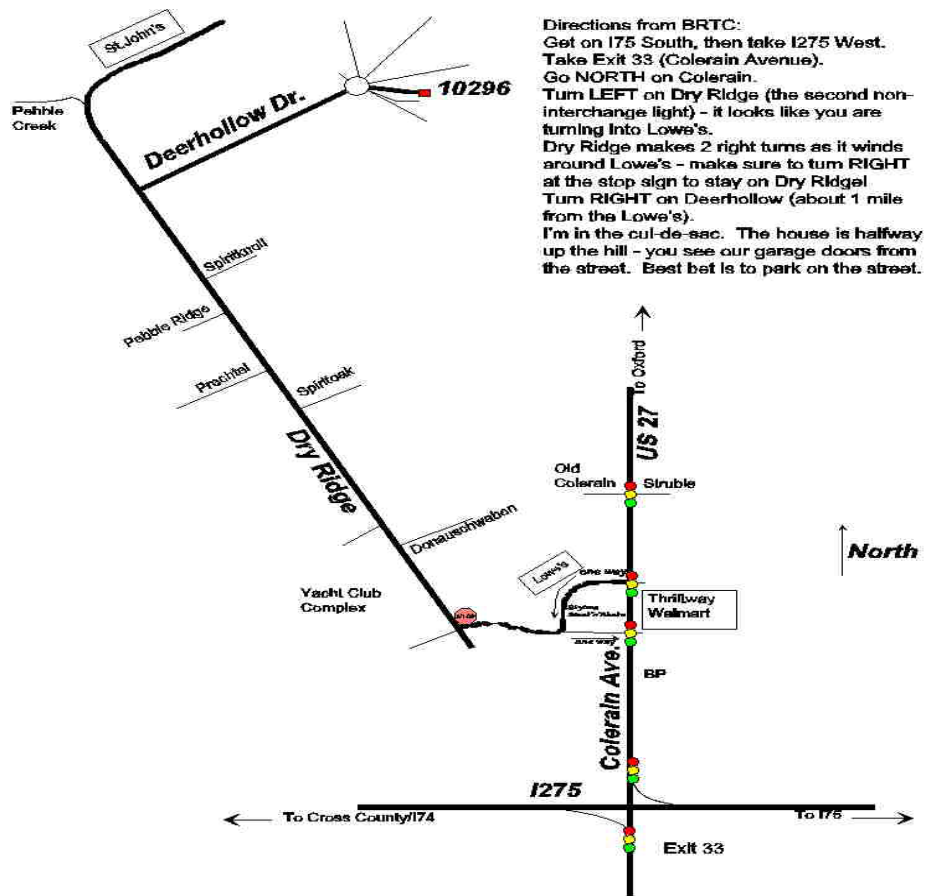 Directions from BRTC:
Get on I75 South, then take I275 West.
Take Exit 33 (Colerain Avenue).
Go NORTH on Colerain.
Turn LEFT on Dry Ridge (the second non-
interchange light) - it looks like you are
turning into Lowe's.
Dry Ridge makes 2 right turns as it winds
around Lowe's - make sure to turn RIGHT
at the stop sign to stay on Dry Ridge!
Turn RIGHT on Deerhollow (about 1 mile
from the Lowe's).
I'm in the cul-de-sac. The house is halfway
up the hill - you see our garage doors from
the street. Best bet is to park on the street.
St.John's
Pebble
Creek
Deerhollow Dr.
10296
Spiritknoll
Pebble Ridge
Prechtel
Spiritoak
Dry Ridge
To Oxford
US 27
Old
Colerain
Struble
Donauschwaben
North
Lowe's
one way
Yacht Club
Complex
Thriftway
Walmart
one way
BP
Colerain Ave.
I275
To Cross County/I74
To I75
Exit 33